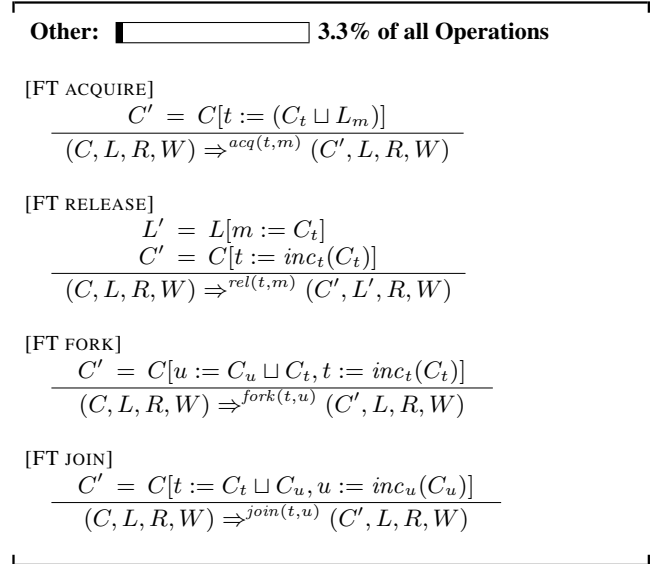 Other: 3.3% of all Operations
[FT ACQUIRE]
C′ = C[t := (C_t ⊔ L_m)]
(C, L, R, W) ⇒^{acq(t,m)} (C′, L, R, W)
[FT RELEASE]
L′ = L[m := C_t]
C′ = C[t := inc_t(C_t)]
(C, L, R, W) ⇒^{rel(t,m)} (C′, L′, R, W)
[FT FORK]
C′ = C[u := C_u ⊔ C_t, t := inc_t(C_t)]
(C, L, R, W) ⇒^{fork(t,u)} (C′, L, R, W)
[FT JOIN]
C′ = C[t := C_t ⊔ C_u, u := inc_u(C_u)]
(C, L, R, W) ⇒^{join(t,u)} (C′, L, R, W)